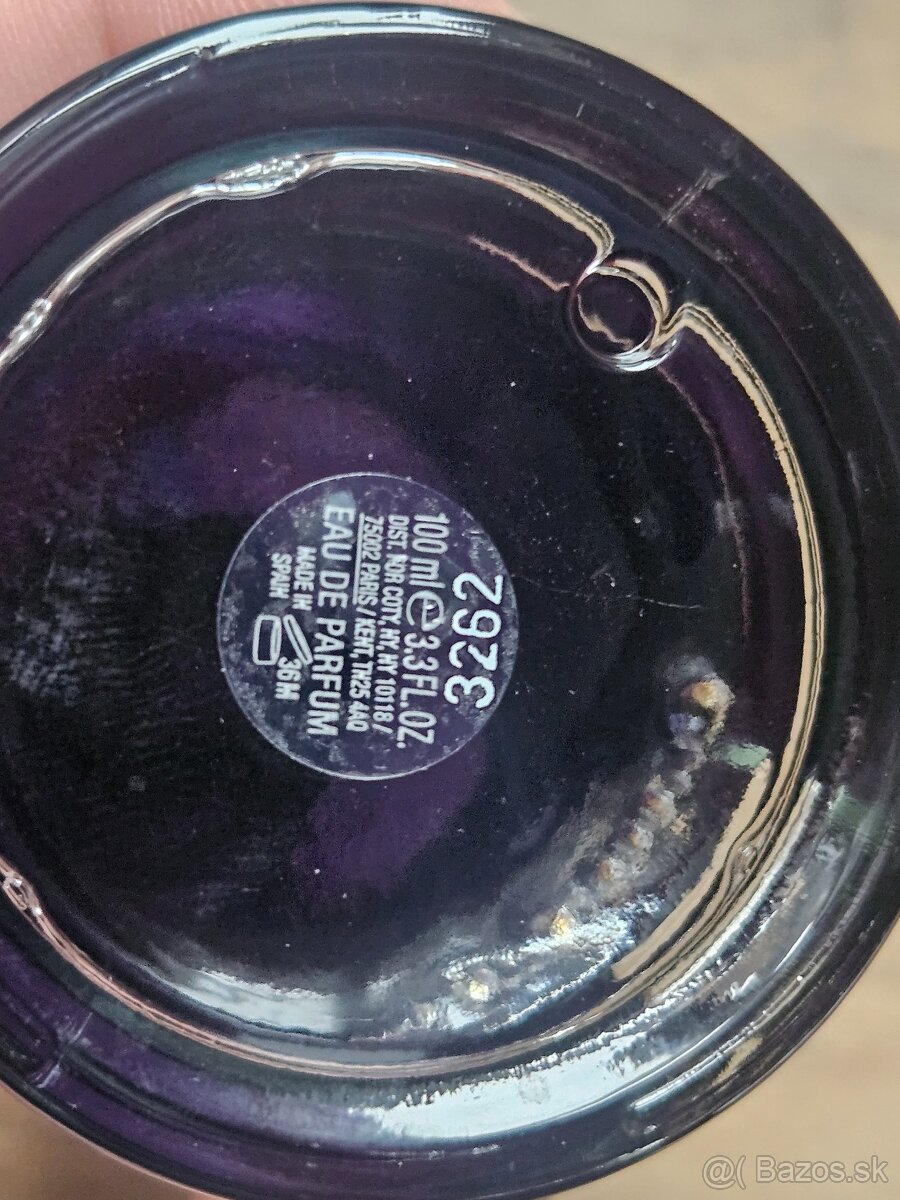 3262
100 ml e 3.3 FL.OZ.
DIST. NOR COTY, NY, NY 10118 /
75002 PARIS / KENT, TN25 4AQ
EAU DE PARFUM
MADE IN
SPAIN
36M
@( Bazos.sk